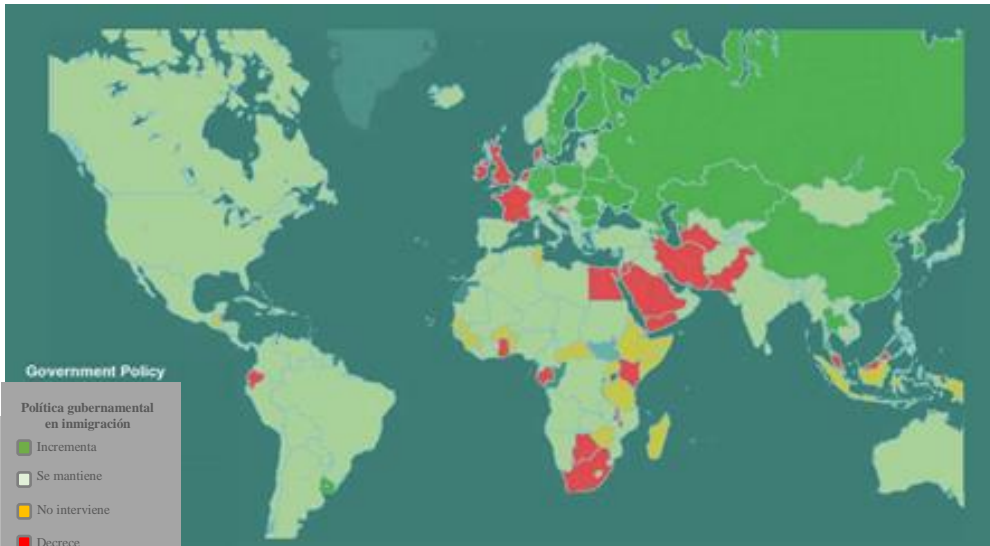 Government Policy
Política gubernamental
en inmigración
Incrementa
Se mantiene
No interviene
Decrece